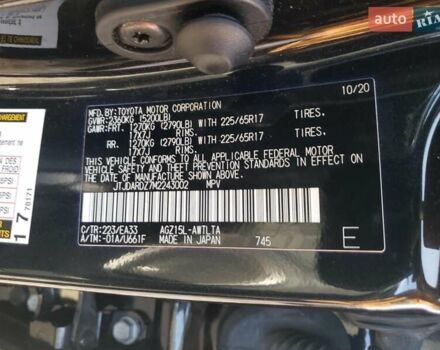 auto RIA
10/20
MFD.BY:TOYOTA MOTOR CORPORATION
GVWR:2360KG (5200LB)
GAWR:FRT. 1270KG (2790LB) WITH 225/65R17 TIRES,
17X7J RIMS,
RR. 1270KG (2790LB) WITH 225/65R17 TIRES,
17X7J
THIS VEHICLE CONFORMS TO ALL APPLICABLE FEDERAL MOTOR
VEHICLE SAFETY AND THEFT PREVENTION STANDARDS IN EFFECT
ON THE DATE OF MANUFACTURE SHOWN ABOVE.
JTJDARDZ7M2243002 MPV
C/TR:223/EA33 AGZ15L-AWTLTA
A/TM:-01A/U661F MADE IN JAPAN 745
E
17
78171